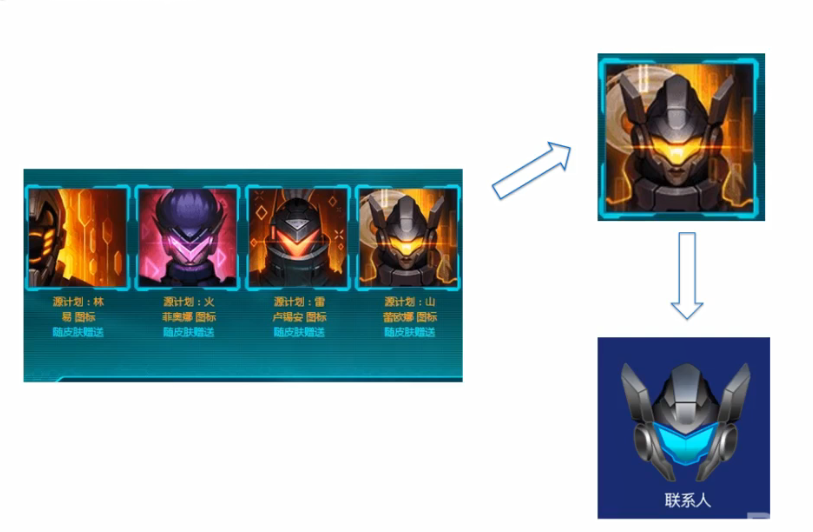 源计划：林
易 图标
随皮肤赠送
源计划：火
菲奥娜 图标
随皮肤赠送
源计划：雷
卢锡安 图标
随皮肤赠送
源计划：山
蕾欧娜 图标
随皮肤赠送
联系人